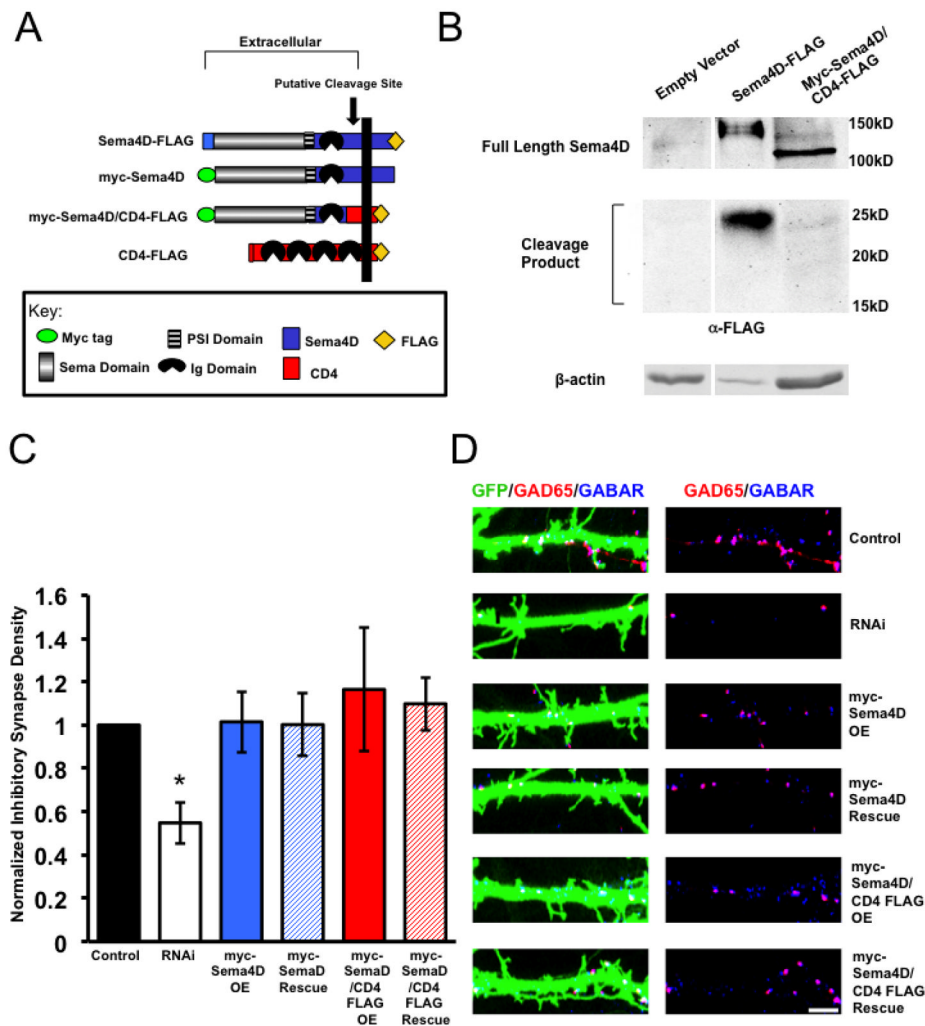 A
Extracellular
Putative Cleavage Site
Sema4D-FLAG
myc-Sema4D
myc-Sema4D/CD4-FLAG
CD4-FLAG
Key:
Myc tag
PSI Domain
Sema4D
FLAG
Sema Domain
Ig Domain
CD4
B
Empty Vector
Sema4D-FLAG
Myc-Sema4D/
CD4-FLAG
Full Length Sema4D
150kD
100kD
Cleavage
Product
25kD
20kD
15kD
α-FLAG
β-actin
C
Normalized Inhibitory Synapse Density
1.6
1.4
1.2
1
0.8
0.6
0.4
0.2
0
*
Control
RNAi
myc-
Sema4D
OE
myc-
SemaD
Rescue
myc-
SemaD
/CD4
FLAG
OE
myc-
SemaD
/CD4
FLAG
Rescue
D
GFP/GAD65/GABAR
GAD65/GABAR
Control
RNAi
myc-
Sema4D
OE
myc-
Sema4D
Rescue
myc-
Sema4D/
CD4 FLAG
OE
myc-
Sema4D/
CD4 FLAG
Rescue